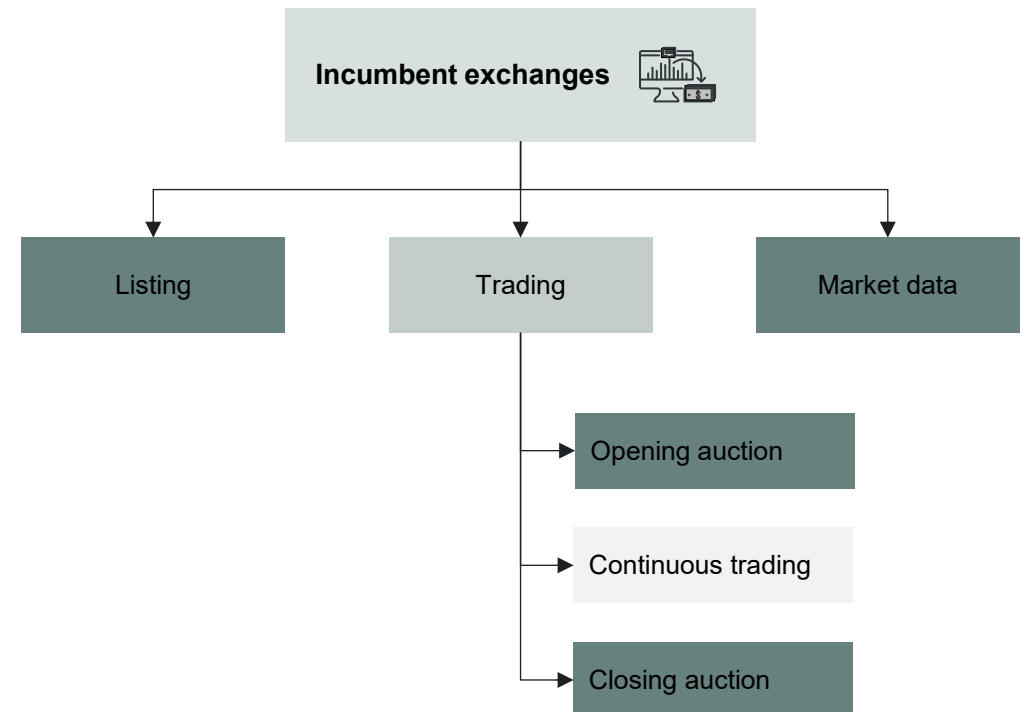 Incumbent exchanges
Listing
Trading
Market data
Opening auction
Continuous trading
Closing auction